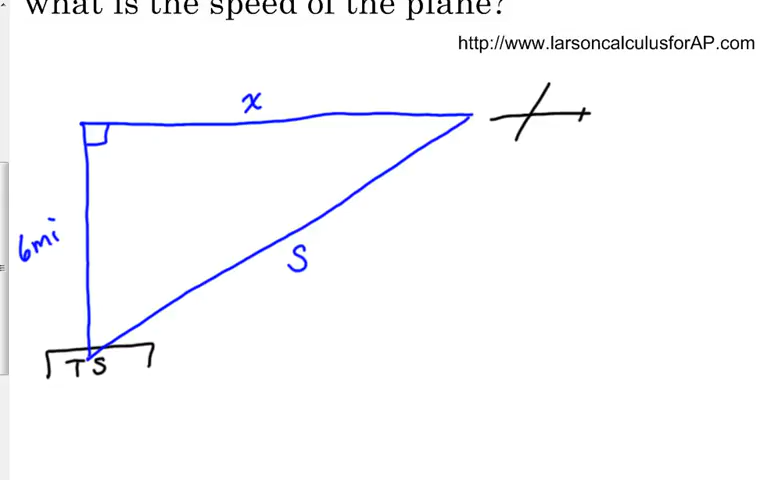 what is the speed of the plane?
http://www.larsoncalculusforAP.com
x
6mi
S
TS